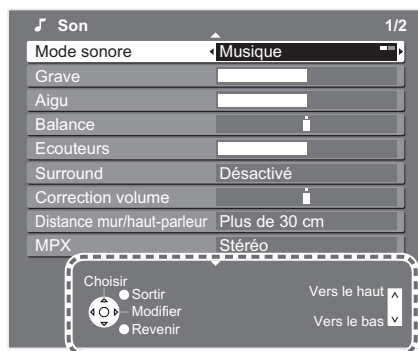 Son 1/2
Mode sonore Musique
Grave
Aigu
Balance
Ecouteurs
Surround Désactivé
Correction volume
Distance mur/haut-parleur Plus de 30 cm
MPX Stéréo
Choisir
Sortir
Modifier
Revenir
Vers le haut
Vers le bas